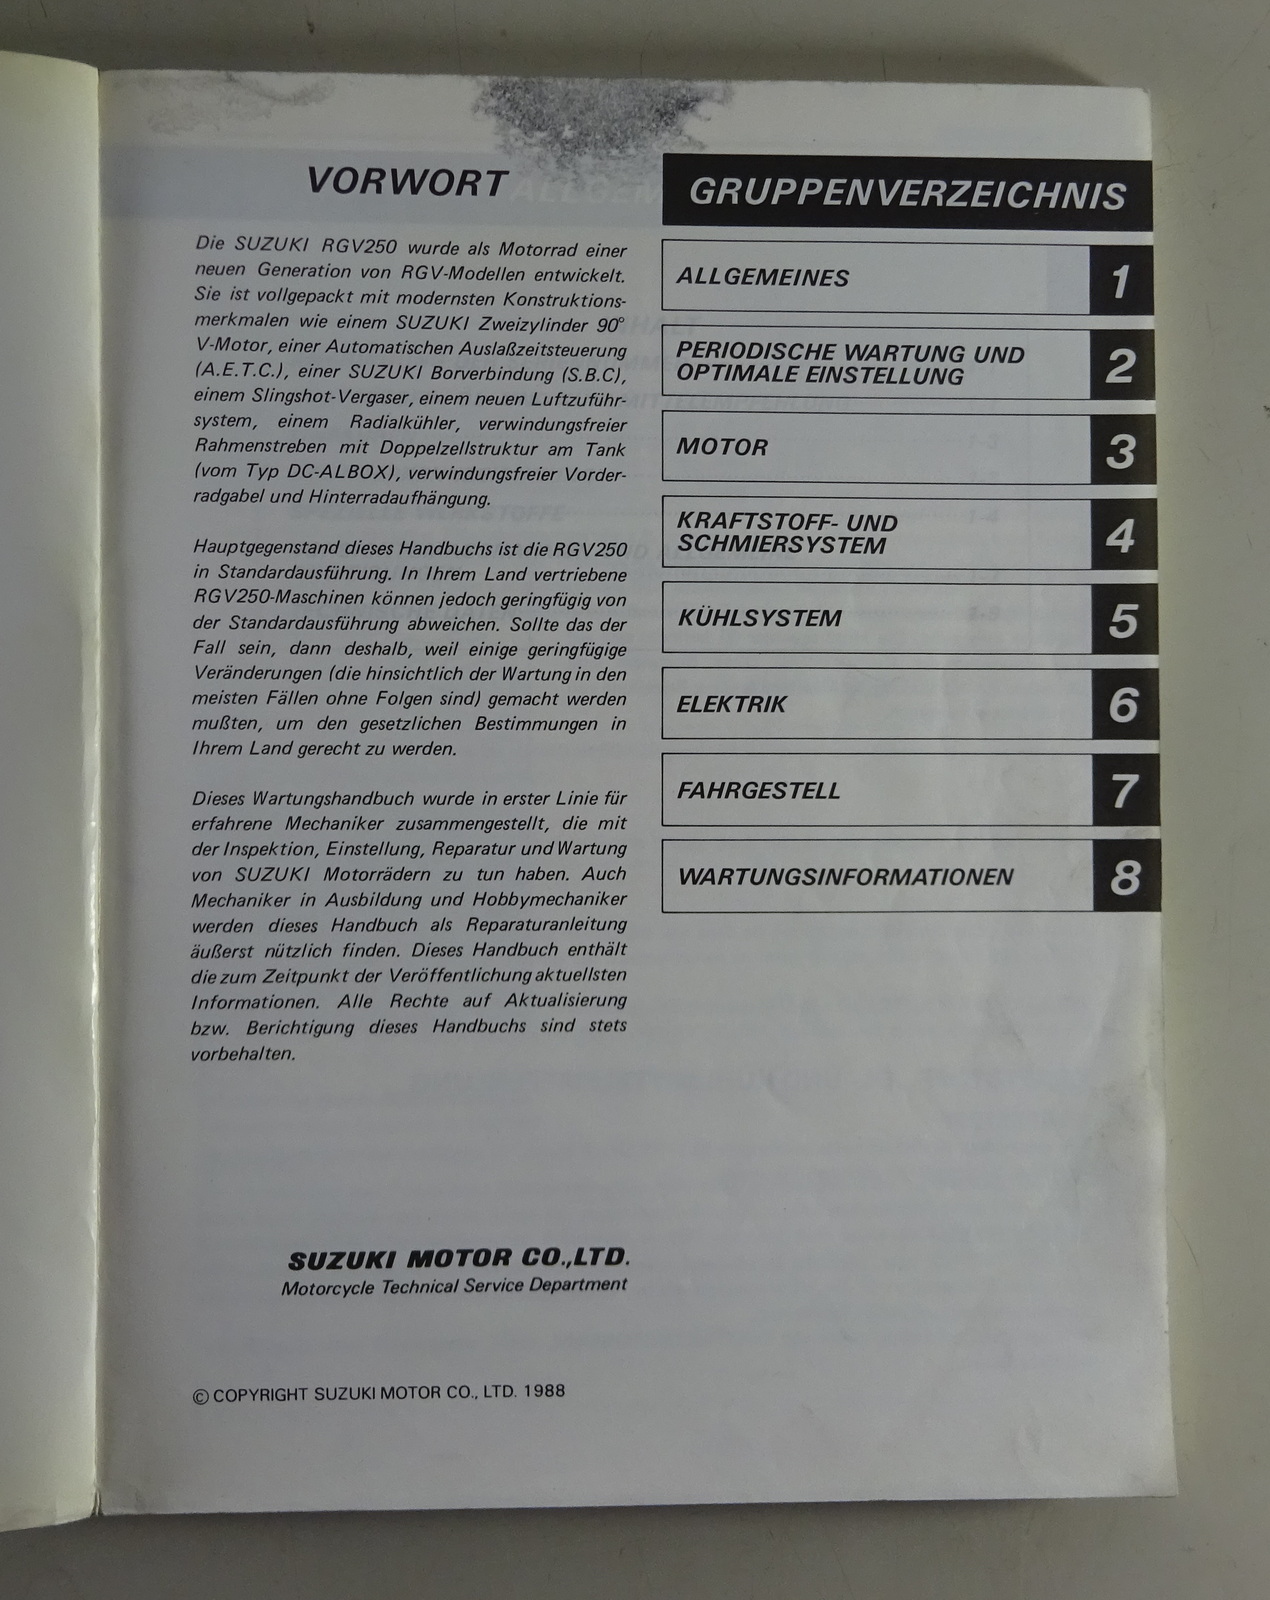 VORWORT
Die SUZUKI RGV250 wurde als Motorrad einer
neuen Generation von RGV-Modellen entwickelt.
Sie ist vollgepackt mit modernsten Konstruktions-
merkmalen wie einem SUZUKI Zweizylinder 90°
V-Motor, einer Automatischen Auslaßzeitsteuerung
(A.E.T.C.), einer SUZUKI Borverbindung (S.B.C),
einem Slingshot-Vergaser, einem neuen Luftzuführ-
system, einem Radialkühler, verwindungsfreier
Rahmenstreben mit Doppelzellstruktur am Tank
(vom Typ DC-ALBOX), verwindungsfreier Vorder-
radgabel und Hinterradaufhängung.
Hauptgegenstand dieses Handbuchs ist die RGV250
in Standardausführung. In Ihrem Land vertriebene
RGV250-Maschinen können jedoch geringfügig von
der Standardausführung abweichen. Sollte das der
Fall sein, dann deshalb, weil einige geringfügige
Veränderungen (die hinsichtlich der Wartung in den
meisten Fällen ohne Folgen sind) gemacht werden
mußten, um den gesetzlichen Bestimmungen in
Ihrem Land gerecht zu werden.
Dieses Wartungshandbuch wurde in erster Linie für
erfahrene Mechaniker zusammengestellt, die mit
der Inspektion, Einstellung, Reparatur und Wartung
von SUZUKI Motorrädern zu tun haben. Auch
Mechaniker in Ausbildung und Hobbymechaniker
werden dieses Handbuch als Reparaturanleitung
äußerst nützlich finden. Dieses Handbuch enthält
die zum Zeitpunkt der Veröffentlichung aktuellsten
Informationen. Alle Rechte auf Aktualisierung
bzw. Berichtigung dieses Handbuchs sind stets
vorbehalten.
SUZUKI MOTOR CO.,LTD.
Motorcycle Technical Service Department
© COPYRIGHT SUZUKI MOTOR CO., LTD. 1988
GRUPPENVERZEICHNIS
ALLGEMEINES 1
PERIODISCHE WARTUNG UND
OPTIMALE EINSTELLUNG 2
MOTOR 3
KRAFTSTOFF- UND
SCHMIERSYSTEM 4
KÜHLSYSTEM 5
ELEKTRIK 6
FAHRGESTELL 7
WARTUNGSINFORMATIONEN 8